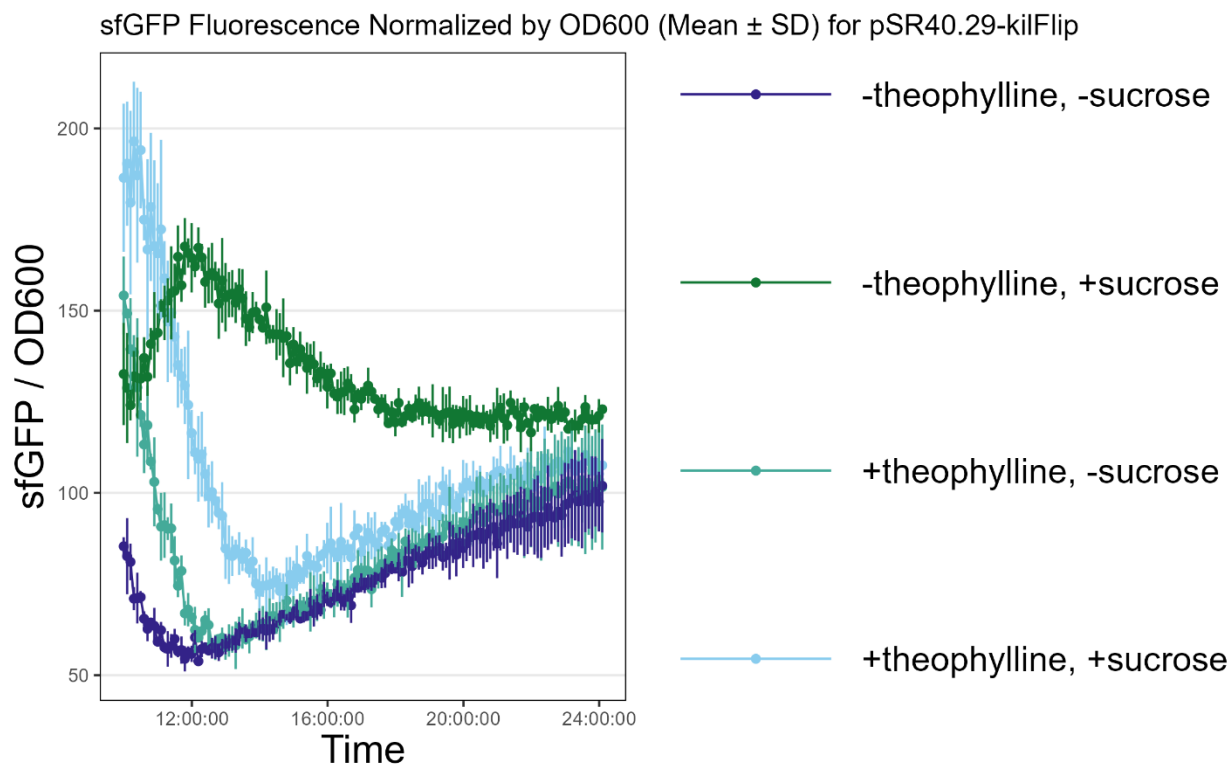 sfGFP Fluorescence Normalized by OD600 (Mean ± SD) for pSR40.29-kilFlip
200
150
100
50
sfGFP / OD600
12:00:00
16:00:00
20:00:00
24:00:00
Time
-theophylline, -sucrose
-theophylline, +sucrose
+theophylline, -sucrose
+theophylline, +sucrose